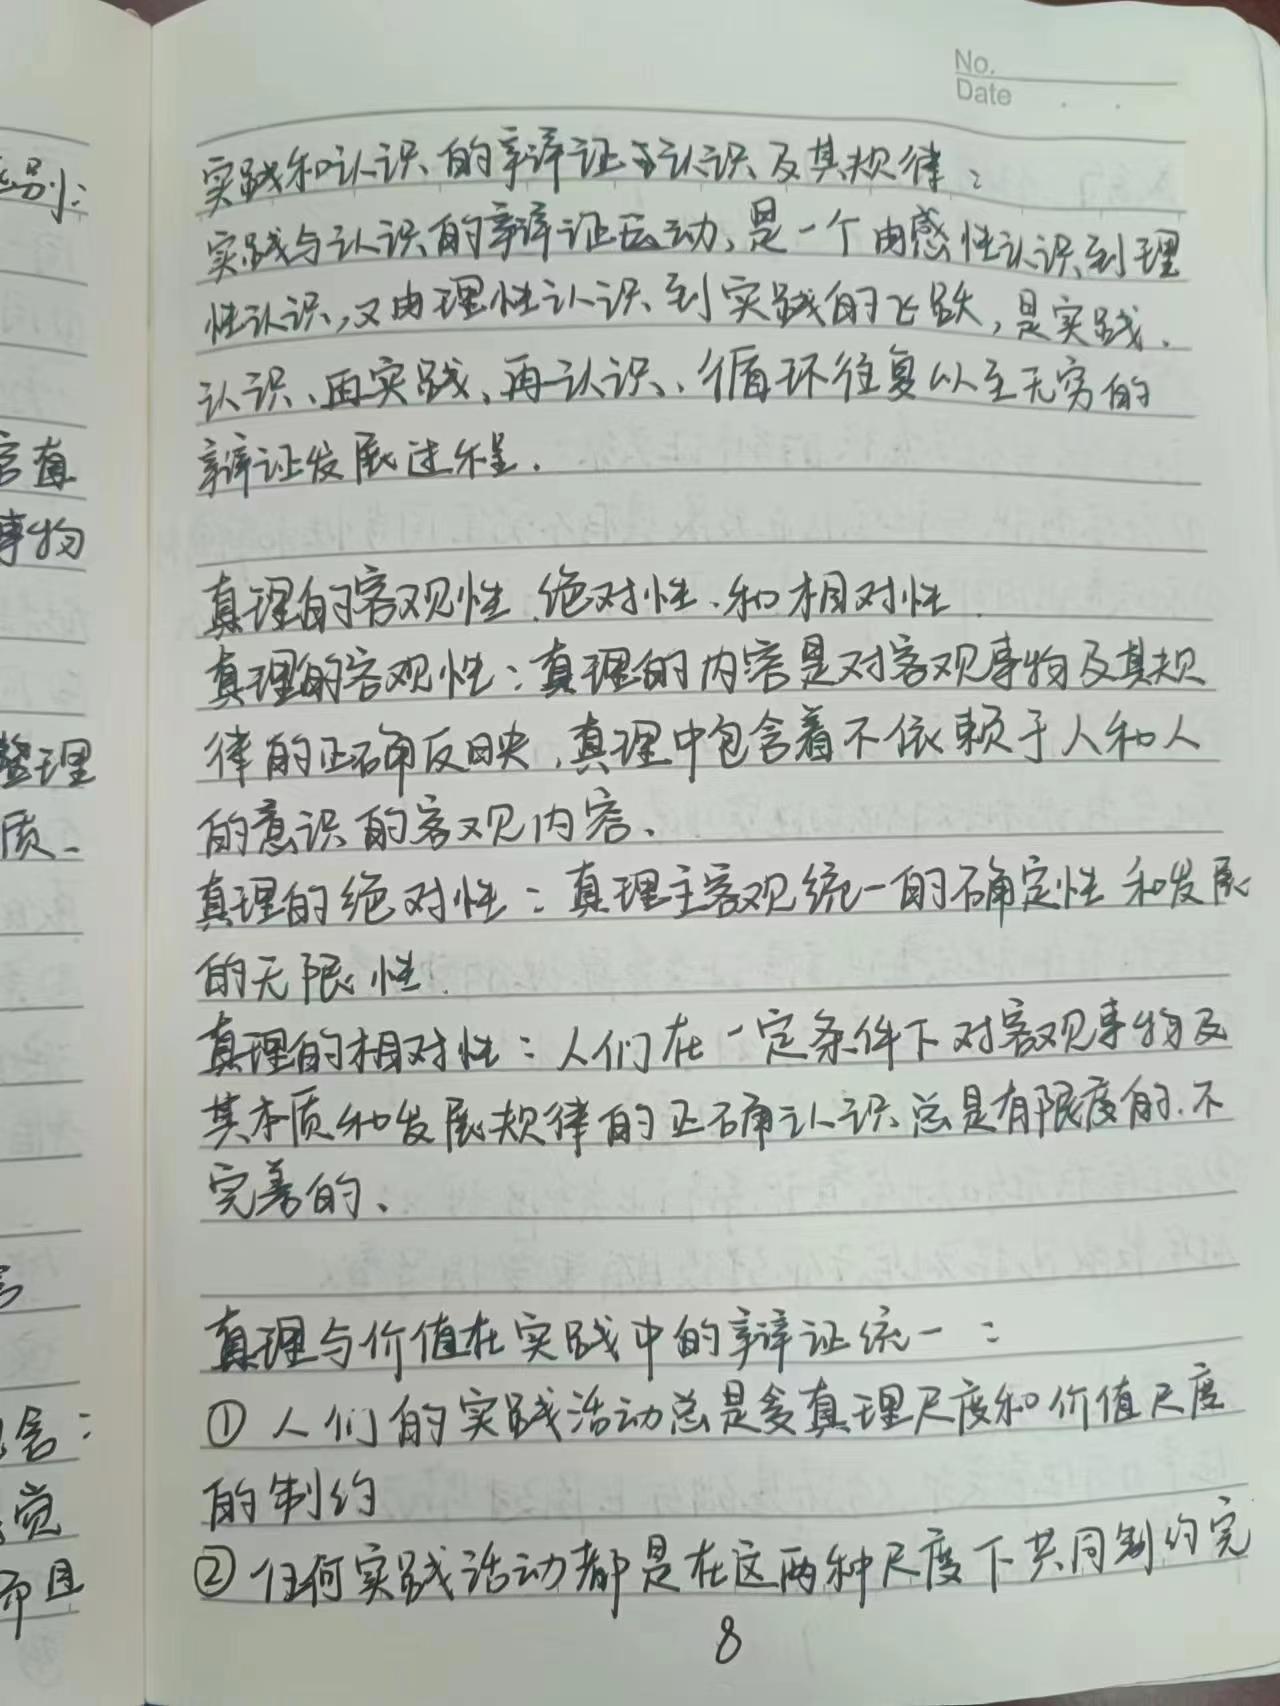 No.
Date
实践和认识的辩证与认识及其规律：
实践与认识的辩证运动，是一个由感性认识到理
性认识，又由理性认识到实践的飞跃，是实践、
认识、再实践、再认识、循环往复以至无穷的
辩证发展过程.
真理的客观性、绝对性、和相对性.
真理的客观性：真理的内容是对客观事物及其规
律的正确反映，真理中包含着不依赖于人和人
的意识的客观内容、
真理的绝对性：真理主客观统一的确定性和发展
的无限性.
真理的相对性：人们在一定条件下对客观事物及
其本质和发展规律的正确认识总是有限度的、不
完善的、
真理与价值在实践中的辩证统一：
① 人们的实践活动总是受真理尺度和价值尺度
的制约
② 任何实践活动都是在这两种尺度下共同制约完
8
别：
事物
整理
质、
念：
觉
而且